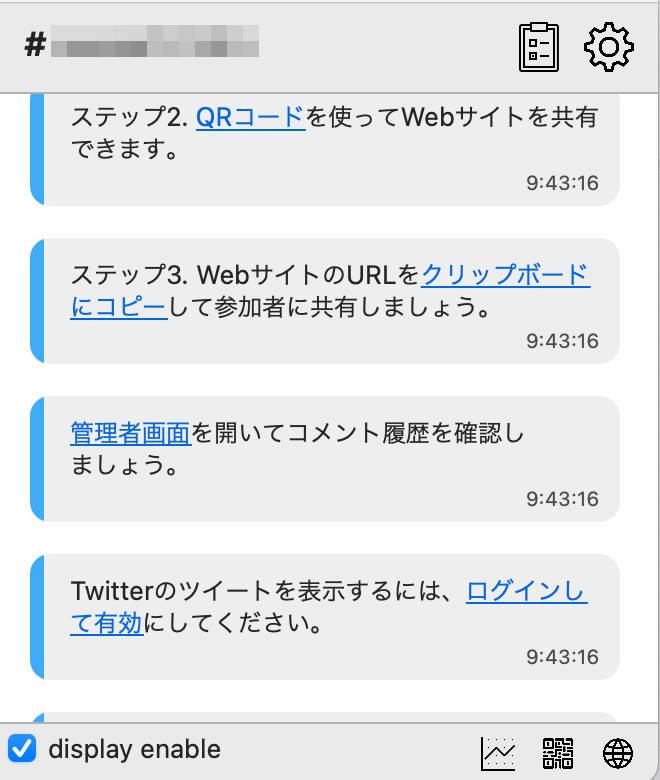 #
ステップ2. QRコードを使ってWebサイトを共有
できます。
9:43:16
ステップ3. WebサイトのURLをクリップボード
にコピーして参加者に共有しましょう。
9:43:16
管理者画面を開いてコメント履歴を確認し
ましょう。
9:43:16
Twitterのツイートを表示するには、ログインし
て有効にしてください。
9:43:16
display enable